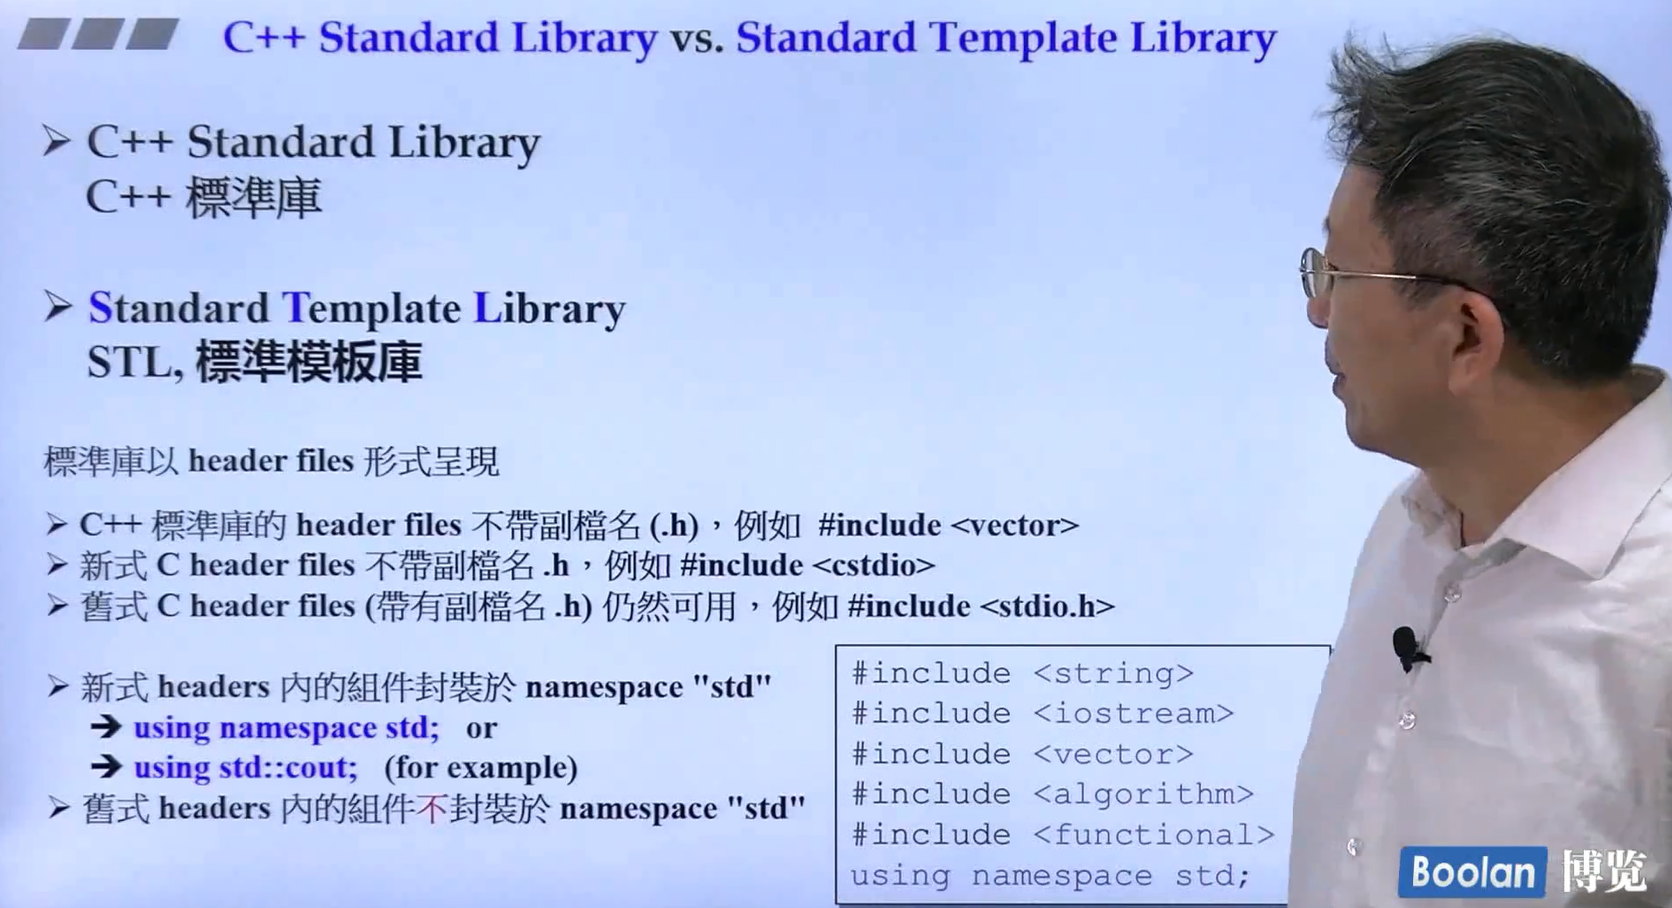 C++ Standard Library vs. Standard Template Library
➢ C++ Standard Library
C++ 標準庫
➢ Standard Template Library
STL, 標準模板庫
標準庫以 header files 形式呈現
➢ C++ 標準庫的 header files 不帶副檔名 (.h)，例如 #include <vector>
➢ 新式 C header files 不帶副檔名 .h，例如 #include <cstdio>
➢ 舊式 C header files (帶有副檔名 .h) 仍然可用，例如 #include <stdio.h>
➢ 新式 headers 內的組件封裝於 namespace "std"
➔ using namespace std; or
➔ using std::cout; (for example)
➢ 舊式 headers 內的組件不封裝於 namespace "std"
#include <string>
#include <iostream>
#include <vector>
#include <algorithm>
#include <functional>
using namespace std;
Boolan 博览